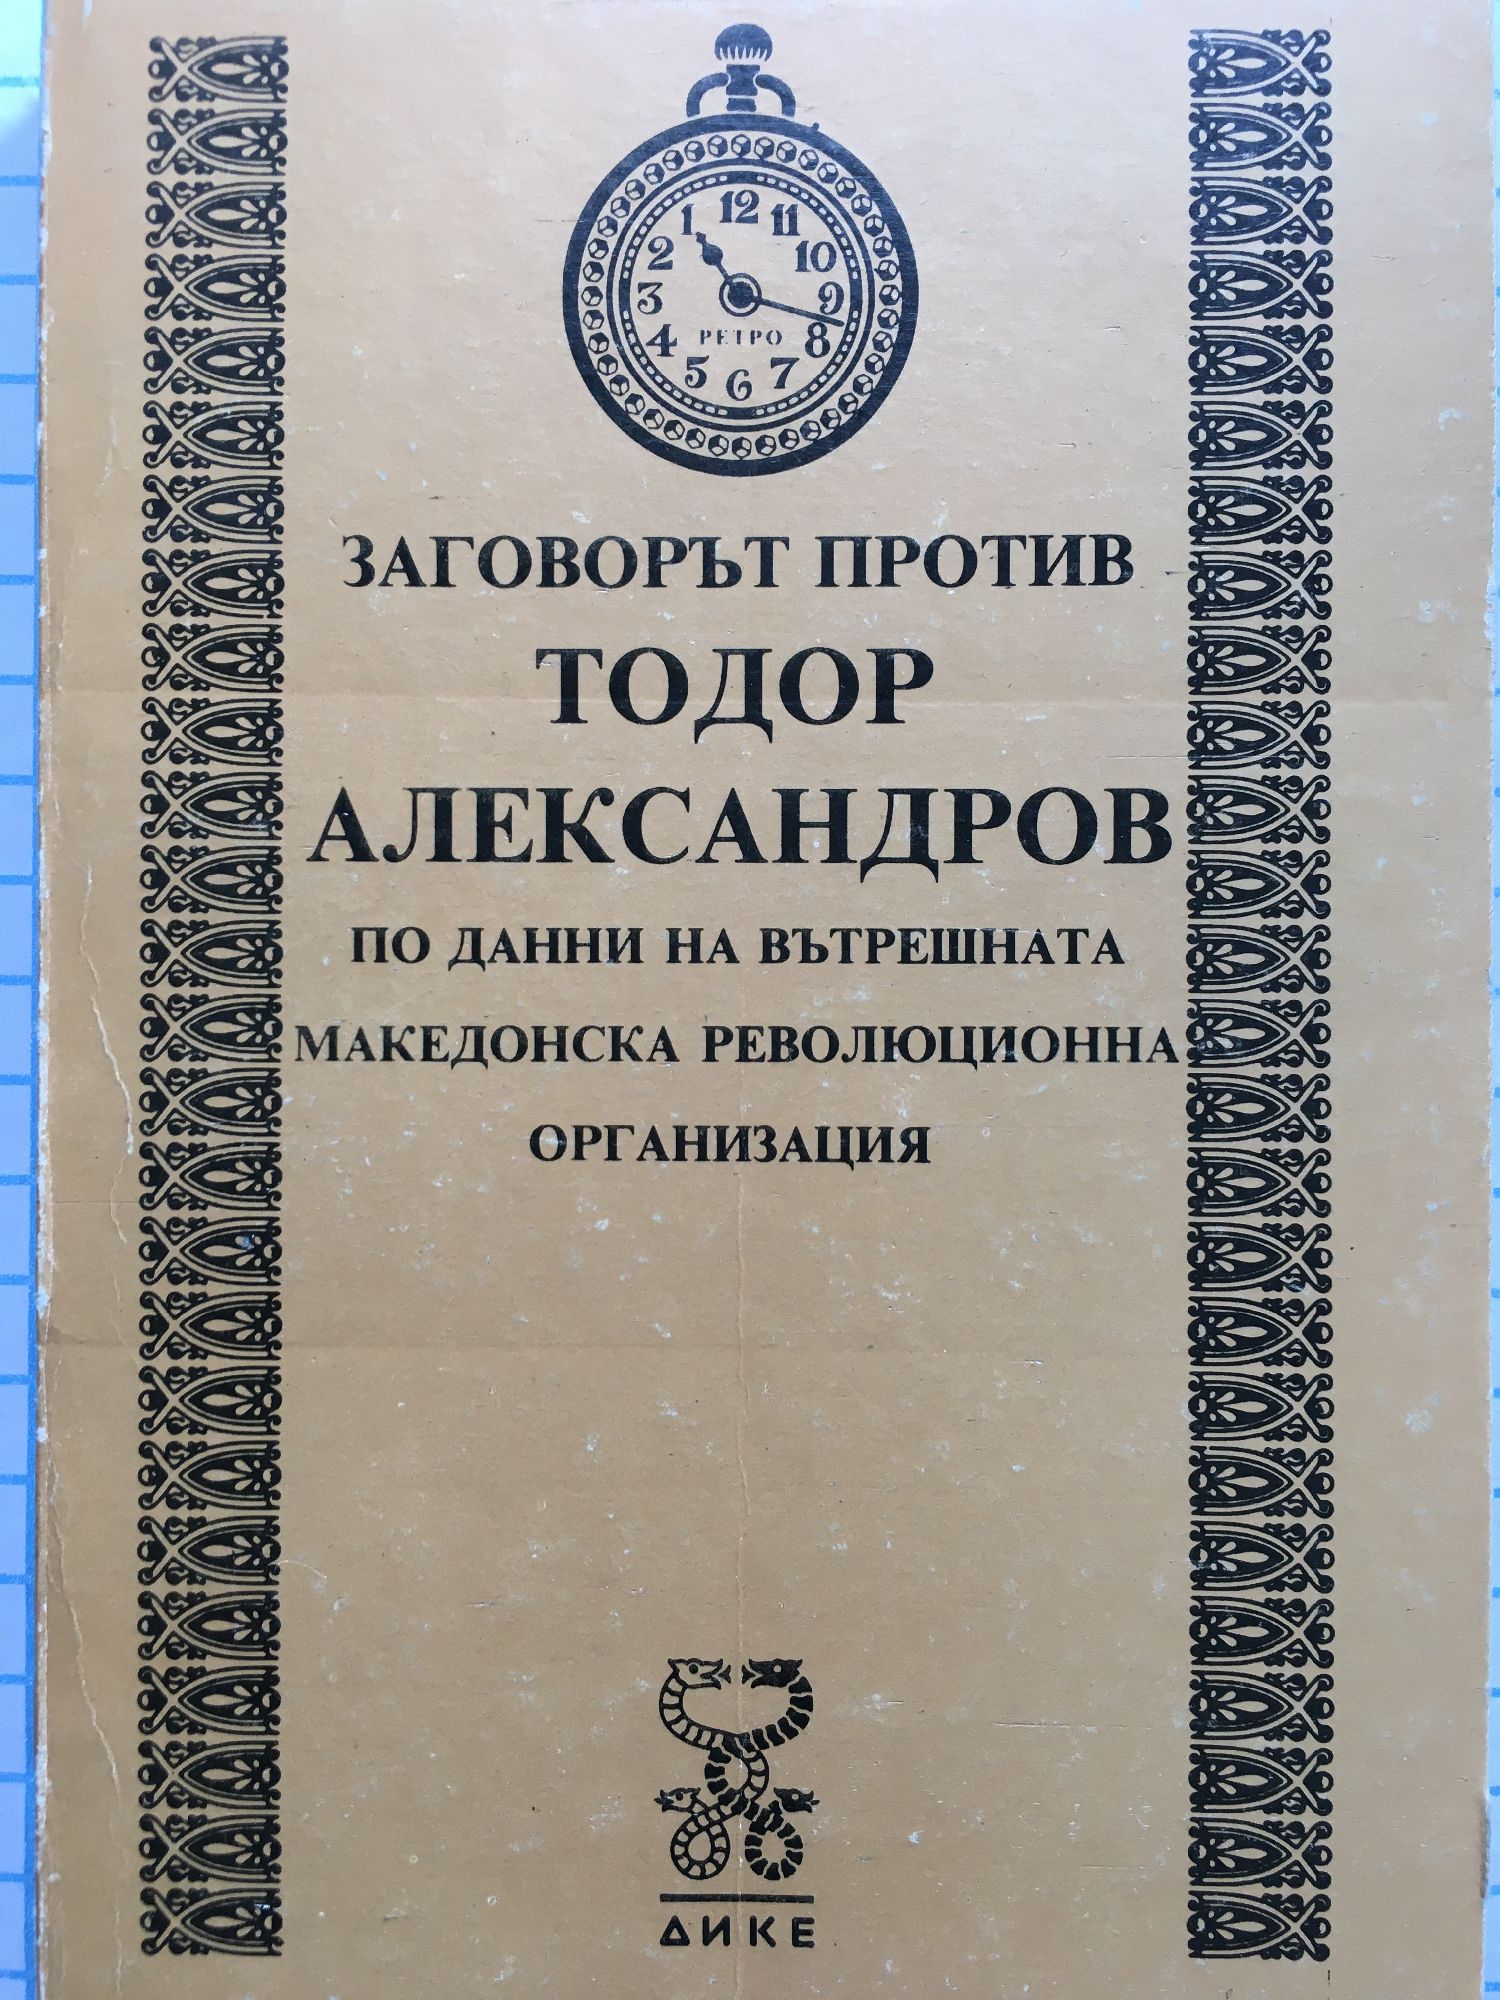 12
1 11
2 10
3 9
4 РЕТРО 8
5 7
6
ЗАГОВОРЪТ ПРОТИВ
ТОДОР
АЛЕКСАНДРОВ
ПО ДАННИ НА ВЪТРЕШНАТА
МАКЕДОНСКА РЕВОЛЮЦИОННА
ОРГАНИЗАЦИЯ
ДИКЕ